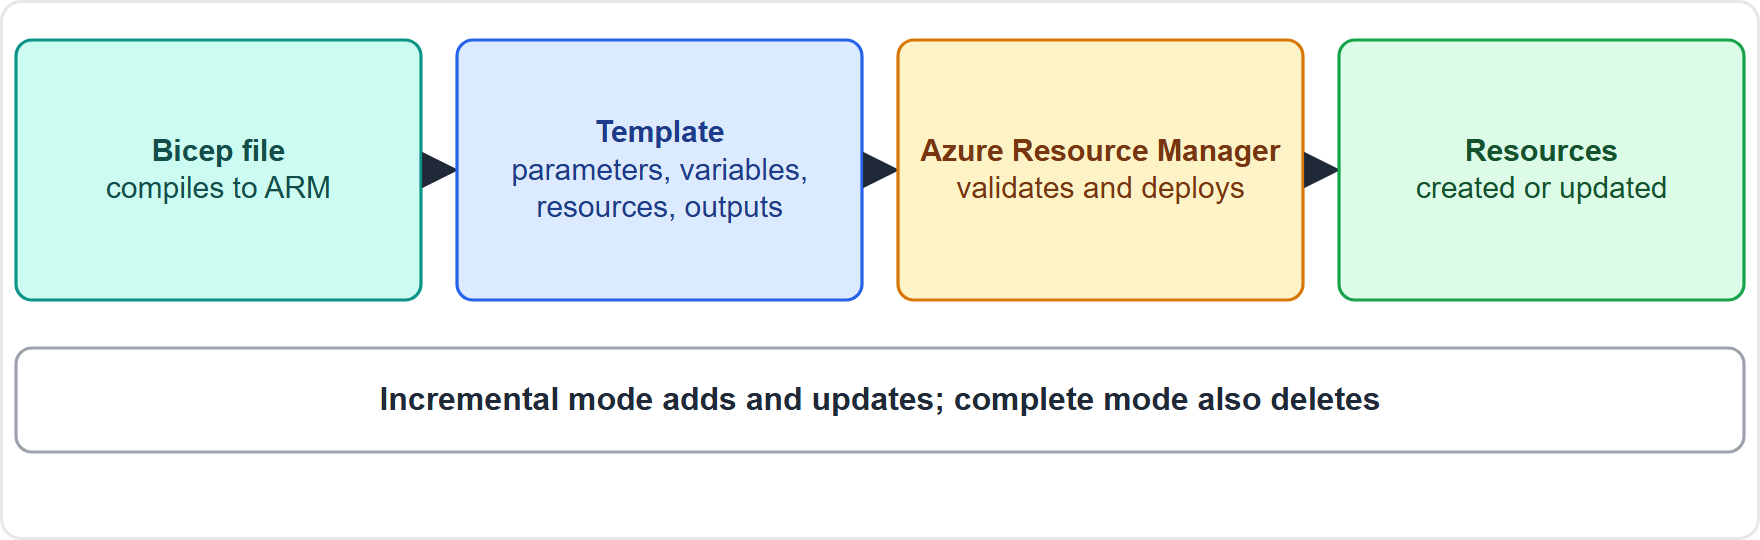 Bicep file
compiles to ARM
Template
parameters, variables,
resources, outputs
Azure Resource Manager
validates and deploys
Resources
created or updated
Incremental mode adds and updates; complete mode also deletes